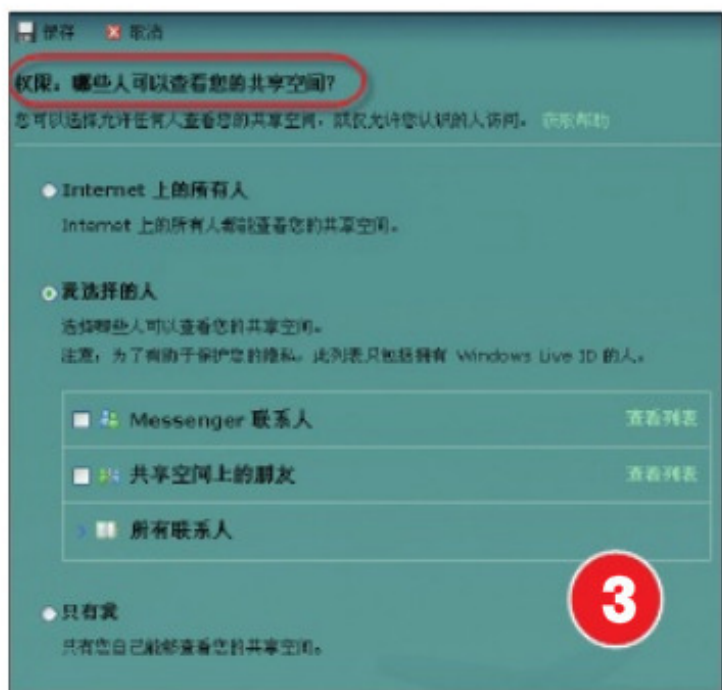 保存 取消
权限：哪些人可以查看您的共享空间？
您可以选择允许任何人查看您的共享空间，或仅允许您认识的人访问。 获取帮助
Internet 上的所有人
Internet 上的所有人都能查看您的共享空间。
我选择的人
选择哪些人可以查看您的共享空间。
注意：为了有助于保护您的隐私，此列表只包括拥有 Windows Live ID 的人。
Messenger 联系人 查看列表
共享空间上的朋友 查看列表
所有联系人
3
只有我
只有您自己能够查看您的共享空间。